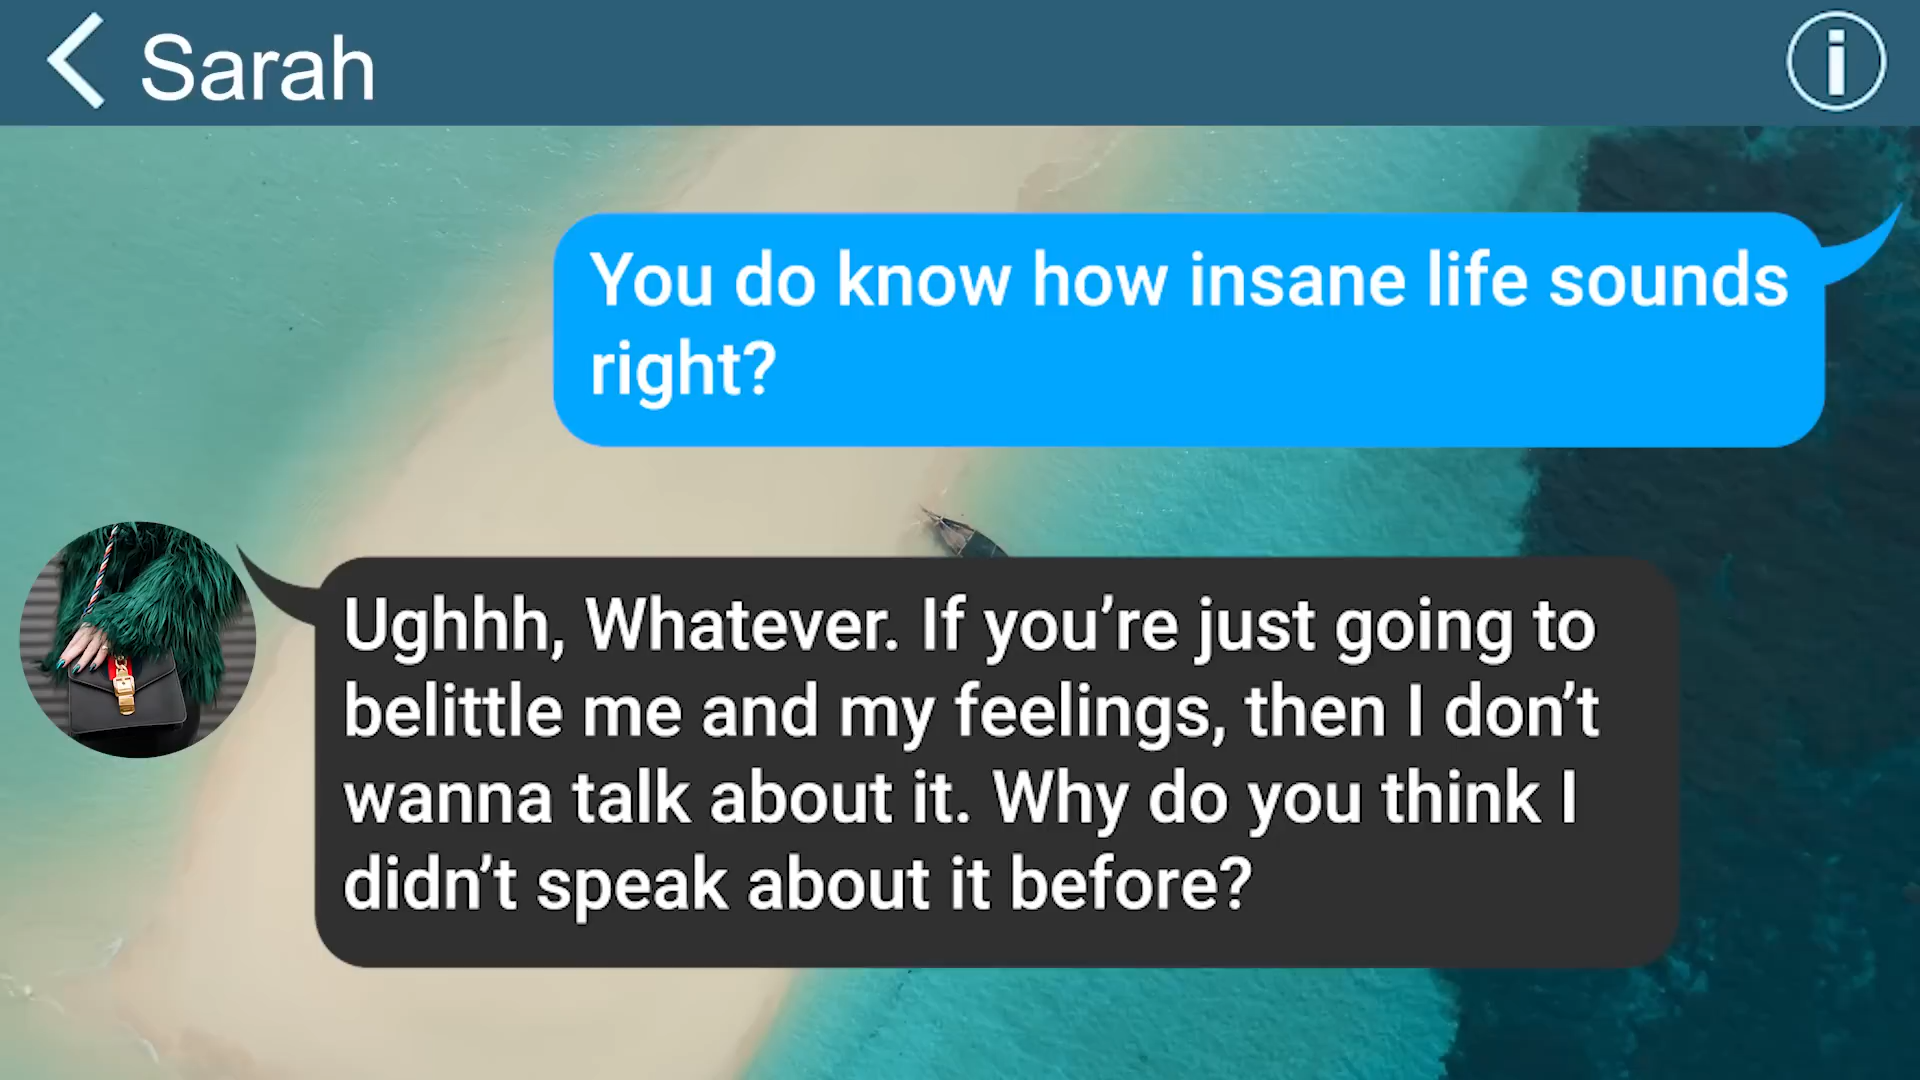 Sarah
You do know how insane life sounds
right?
Ughhh, Whatever. If you’re just going to
belittle me and my feelings, then I don’t
wanna talk about it. Why do you think I
didn’t speak about it before?